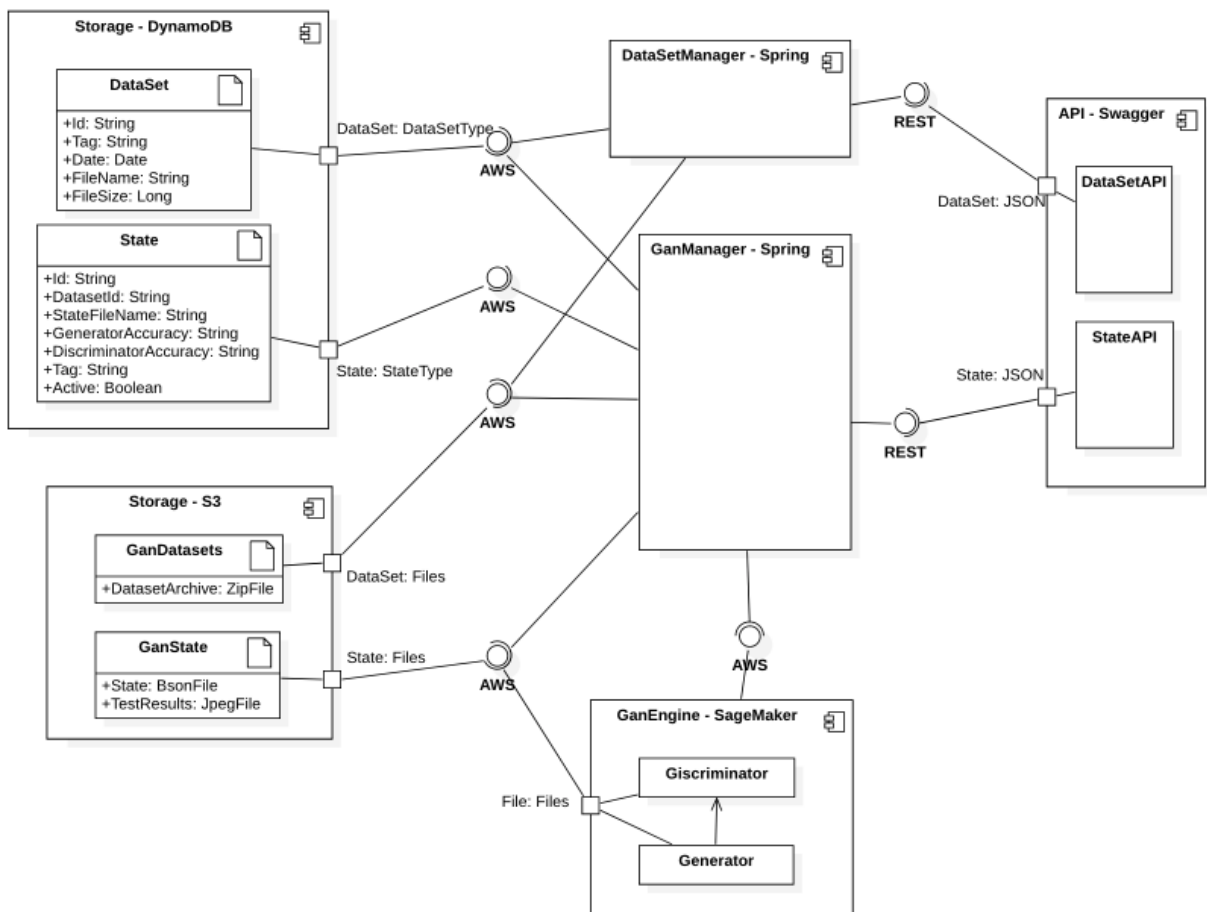 Storage - DynamoDB
DataSet
+Id: String
+Tag: String
+Date: Date
+FileName: String
+FileSize: Long
State
+Id: String
+DatasetId: String
+StateFileName: String
+GeneratorAccuracy: String
+DiscriminatorAccuracy: String
+Tag: String
+Active: Boolean
DataSet: DataSetType
AWS
State: StateType
AWS
AWS
DataSetManager - Spring
REST
GanManager - Spring
REST
API - Swagger
DataSetAPI
DataSet: JSON
StateAPI
State: JSON
Storage - S3
GanDatasets
+DatasetArchive: ZipFile
DataSet: Files
GanState
+State: BsonFile
+TestResults: JpegFile
State: Files
AWS
AWS
GanEngine - SageMaker
Giscriminator
File: Files
Generator